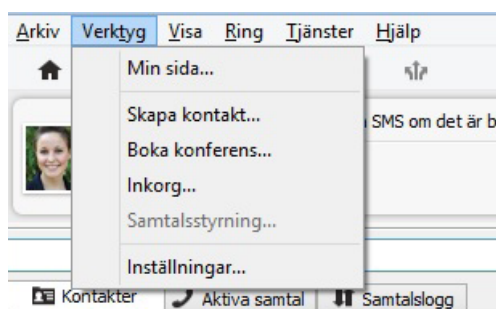 Arkiv Verktyg Visa Ring Tjänster Hjälp
Min sida...
Skapa kontakt...
SMS om det är b
Boka konferens...
Inkorg...
Samtalsstyrning...
Inställningar...
Kontakter Aktiva samtal Samtalslogg